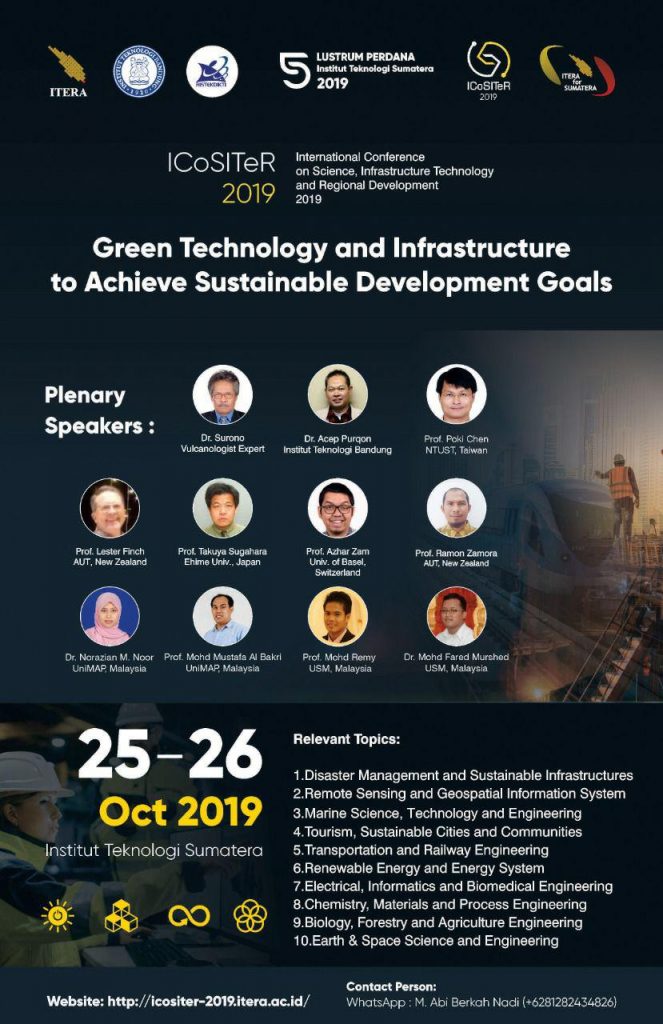 ITERA
INSTITUT TEKNOLOGI BANDUNG
1920
RISTEKDIKTI
5
LUSTRUM PERDANA
Institut Teknologi Sumatera
2019
ICoSITeR
2019
ITERA
for
SUMATERA
ICoSITeR
2019
International Conference
on Science, Infrastructure Technology
and Regional Development
2019
Green Technology and Infrastructure
to Achieve Sustainable Development Goals
Plenary
Speakers :
Dr. Surono
Vulcanologist Expert
Dr. Acep Purqon
Institut Teknologi Bandung
Prof. Poki Chen
NTUST, Taiwan
Prof. Lester Finch
AUT, New Zealand
Prof. Takuya Sugahara
Ehime Univ., Japan
Prof. Azhar Zam
Univ. of Basel,
Switzerland
Prof. Ramon Zamora
AUT, New Zealand
Dr. Norazian M. Noor
UniMAP, Malaysia
Prof. Mohd Mustafa Al Bakri
UniMAP, Malaysia
Prof. Mohd Remy
USM, Malaysia
Dr. Mohd Fared Murshed
USM, Malaysia
25–26
Oct 2019
Institut Teknologi Sumatera
Relevant Topics:
1.Disaster Management and Sustainable Infrastructures
2.Remote Sensing and Geospatial Information System
3.Marine Science, Technology and Engineering
4.Tourism, Sustainable Cities and Communities
5.Transportation and Railway Engineering
6.Renewable Energy and Energy System
7.Electrical, Informatics and Biomedical Engineering
8.Chemistry, Materials and Process Engineering
9.Biology, Forestry and Agriculture Engineering
10.Earth & Space Science and Engineering
Website: http://icositer-2019.itera.ac.id/
Contact Person:
WhatsApp : M. Abi Berkah Nadi (+6281282434826)